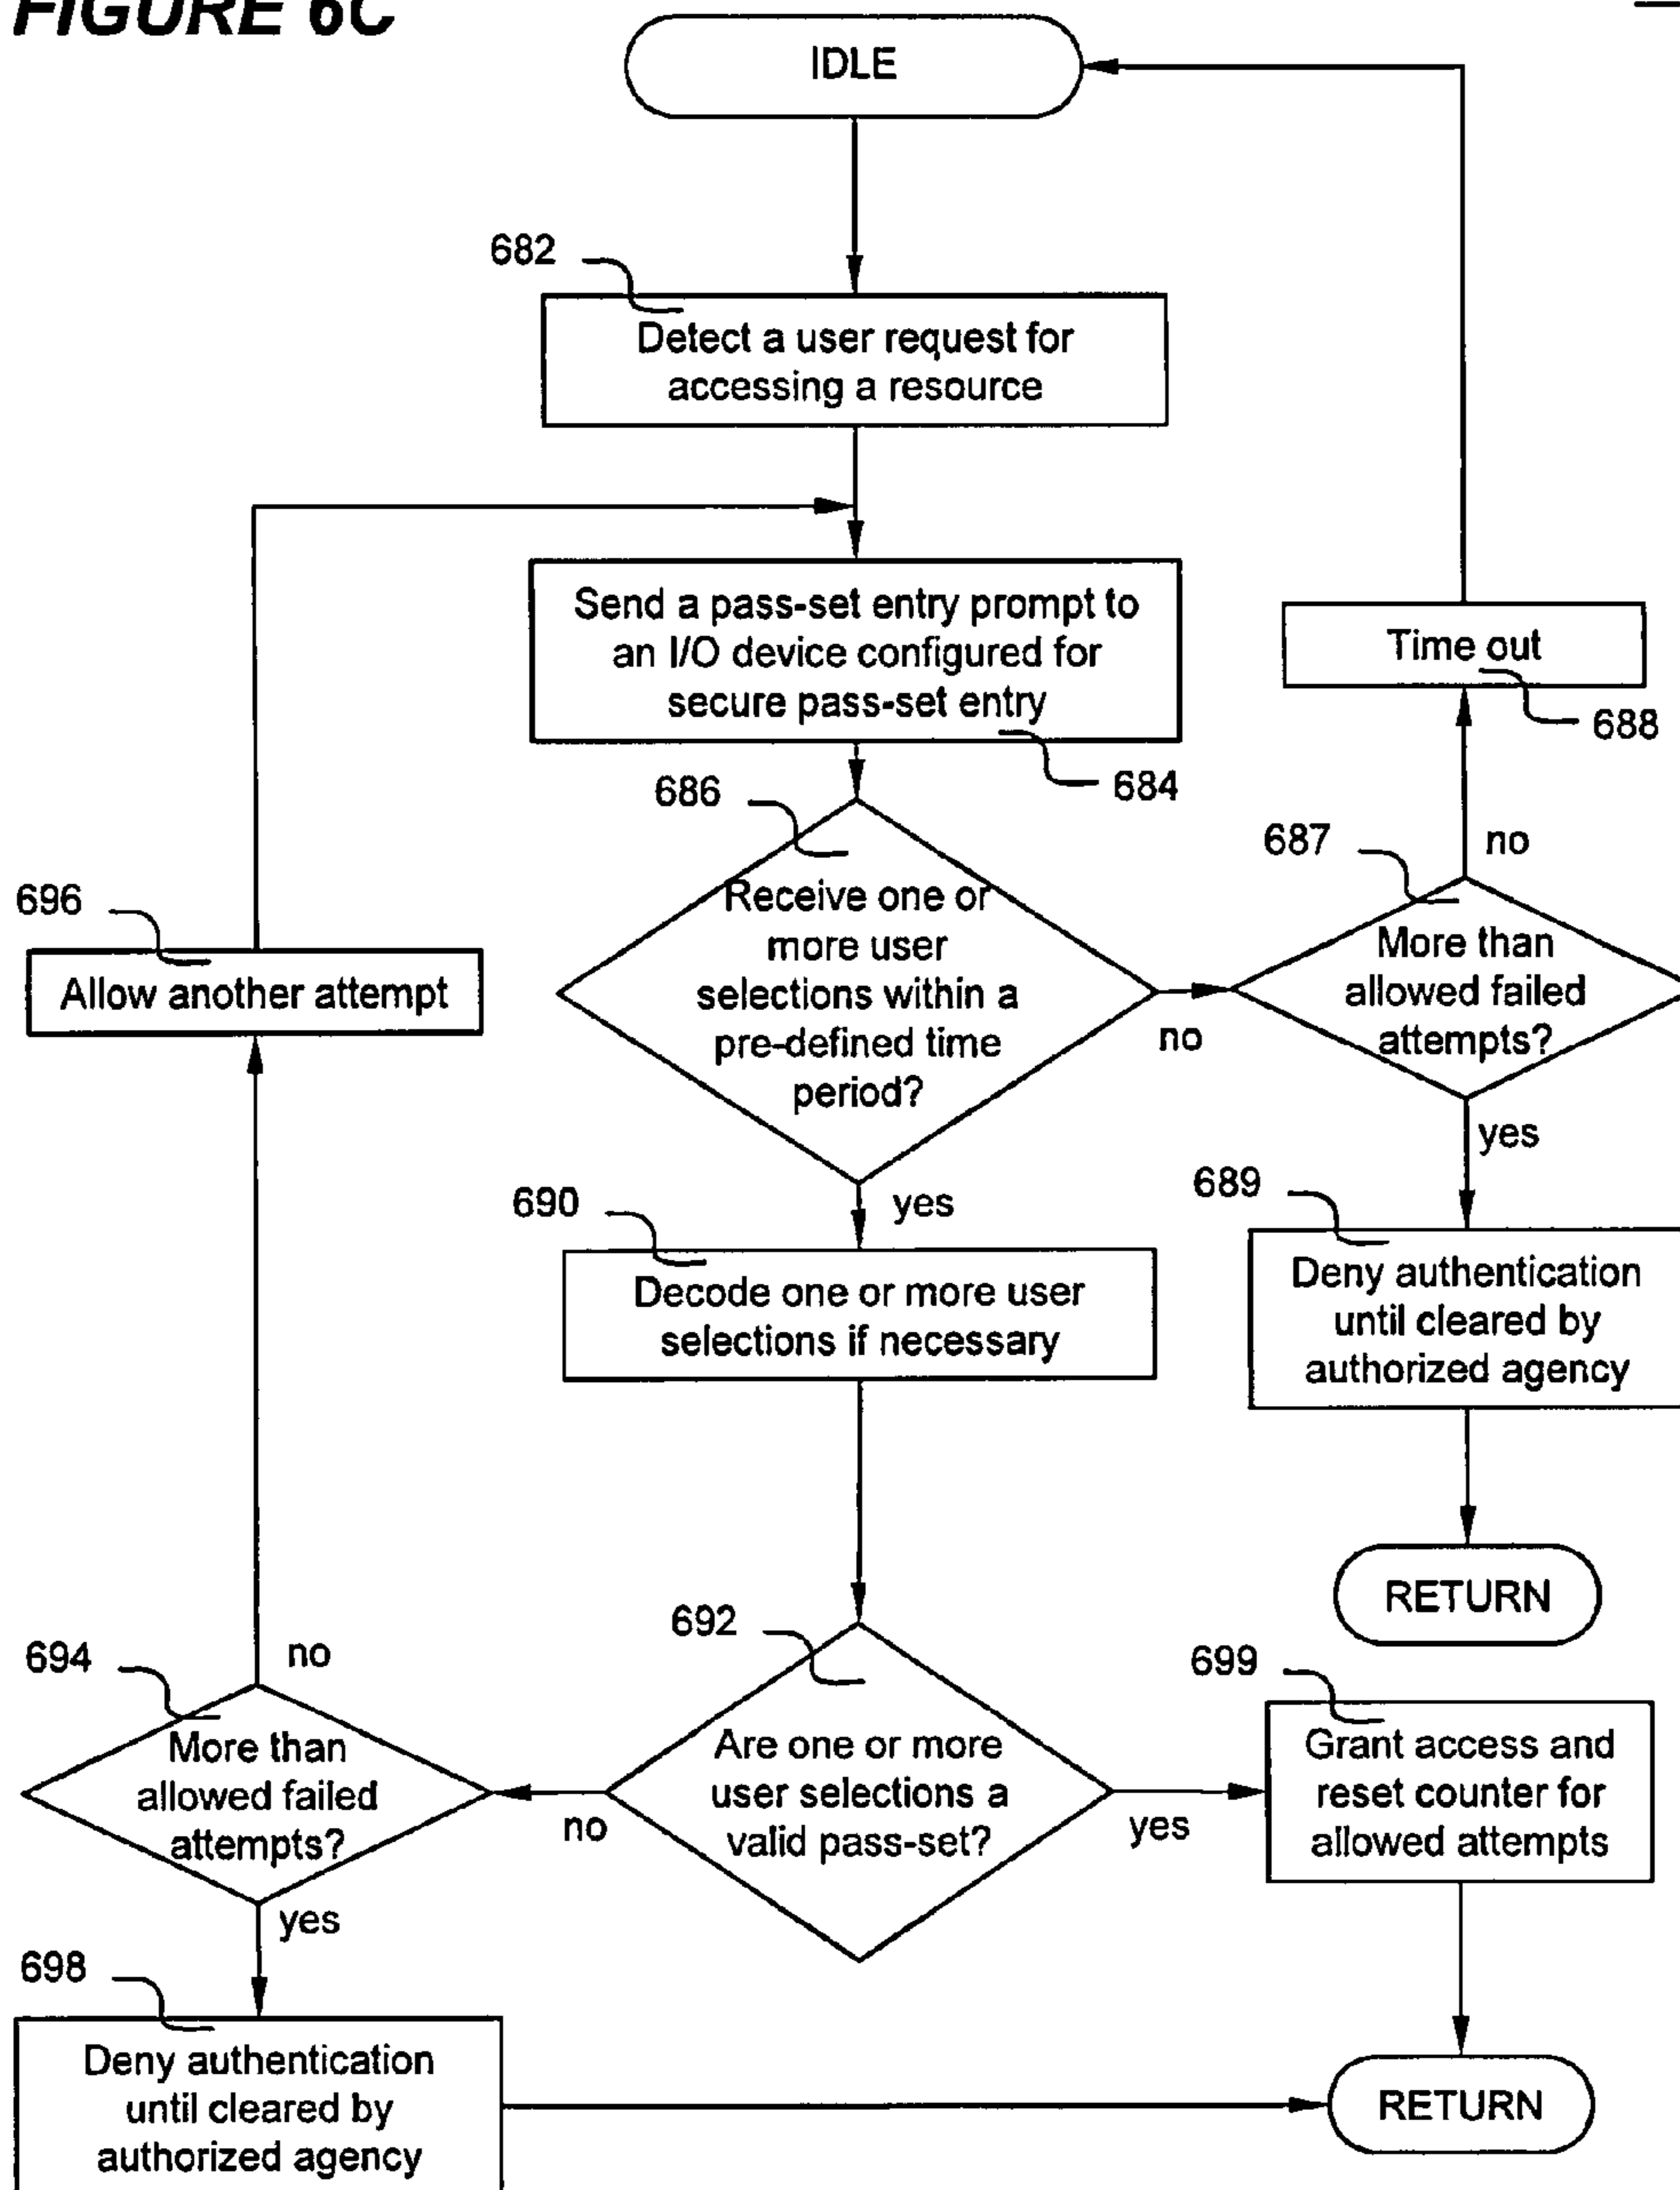 FIGURE 6C
IDLE
682
Detect a user request for
accessing a resource
Send a pass-set entry prompt to
an I/O device configured for
secure pass-set entry
684
Time out
688
686
Receive one or
more user
selections within a
pre-defined time
period?
no
yes
687
no
More than
allowed failed
attempts?
yes
696
Allow another attempt
689
Deny authentication
until cleared by
authorized agency
RETURN
690
Decode one or more user
selections if necessary
692
Are one or more
user selections a
valid pass-set?
no
yes
694
no
More than
allowed failed
attempts?
yes
699
Grant access and
reset counter for
allowed attempts
698
Deny authentication
until cleared by
authorized agency
RETURN